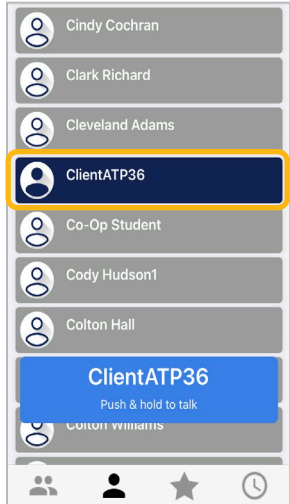 Cindy Cochran
Clark Richard
Cleveland Adams
ClientATP36
Co-Op Student
Cody Hudson1
Colton Hall
ClientATP36
Push & hold to talk
Colton Williams